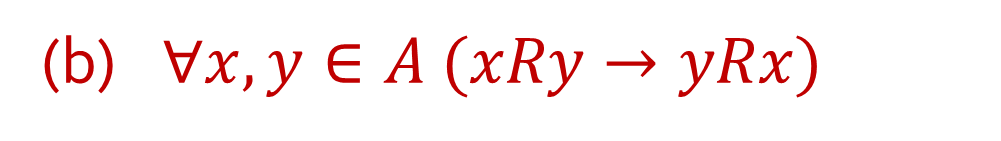 (b) ∀x, y ∈ A (xRy → yRx)